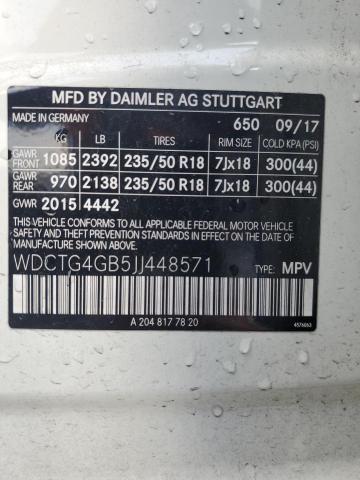 MFD BY DAIMLER AG STUTTGART
MADE IN GERMANY 650 09/17
KG LB TIRES RIM SIZE COLD KPA(PSI)
GAWR FRONT 1085 2392 235/50 R18 7Jx18 300(44)
GAWR REAR 970 2138 235/50 R18 7Jx18 300(44)
GVWR 2015 4442
THIS VEHICLE CONFORMS TO ALL APPLICABLE FEDERAL MOTOR VEHICLE
SAFETY AND THEFT PREVENTION STANDARDS IN EFFECT ON THE DATE
OF MANUFACTURE SHOWN ABOVE.
WDCTG4GB5JJ448571 TYPE: MPV
A 204 817 78 20 4576063